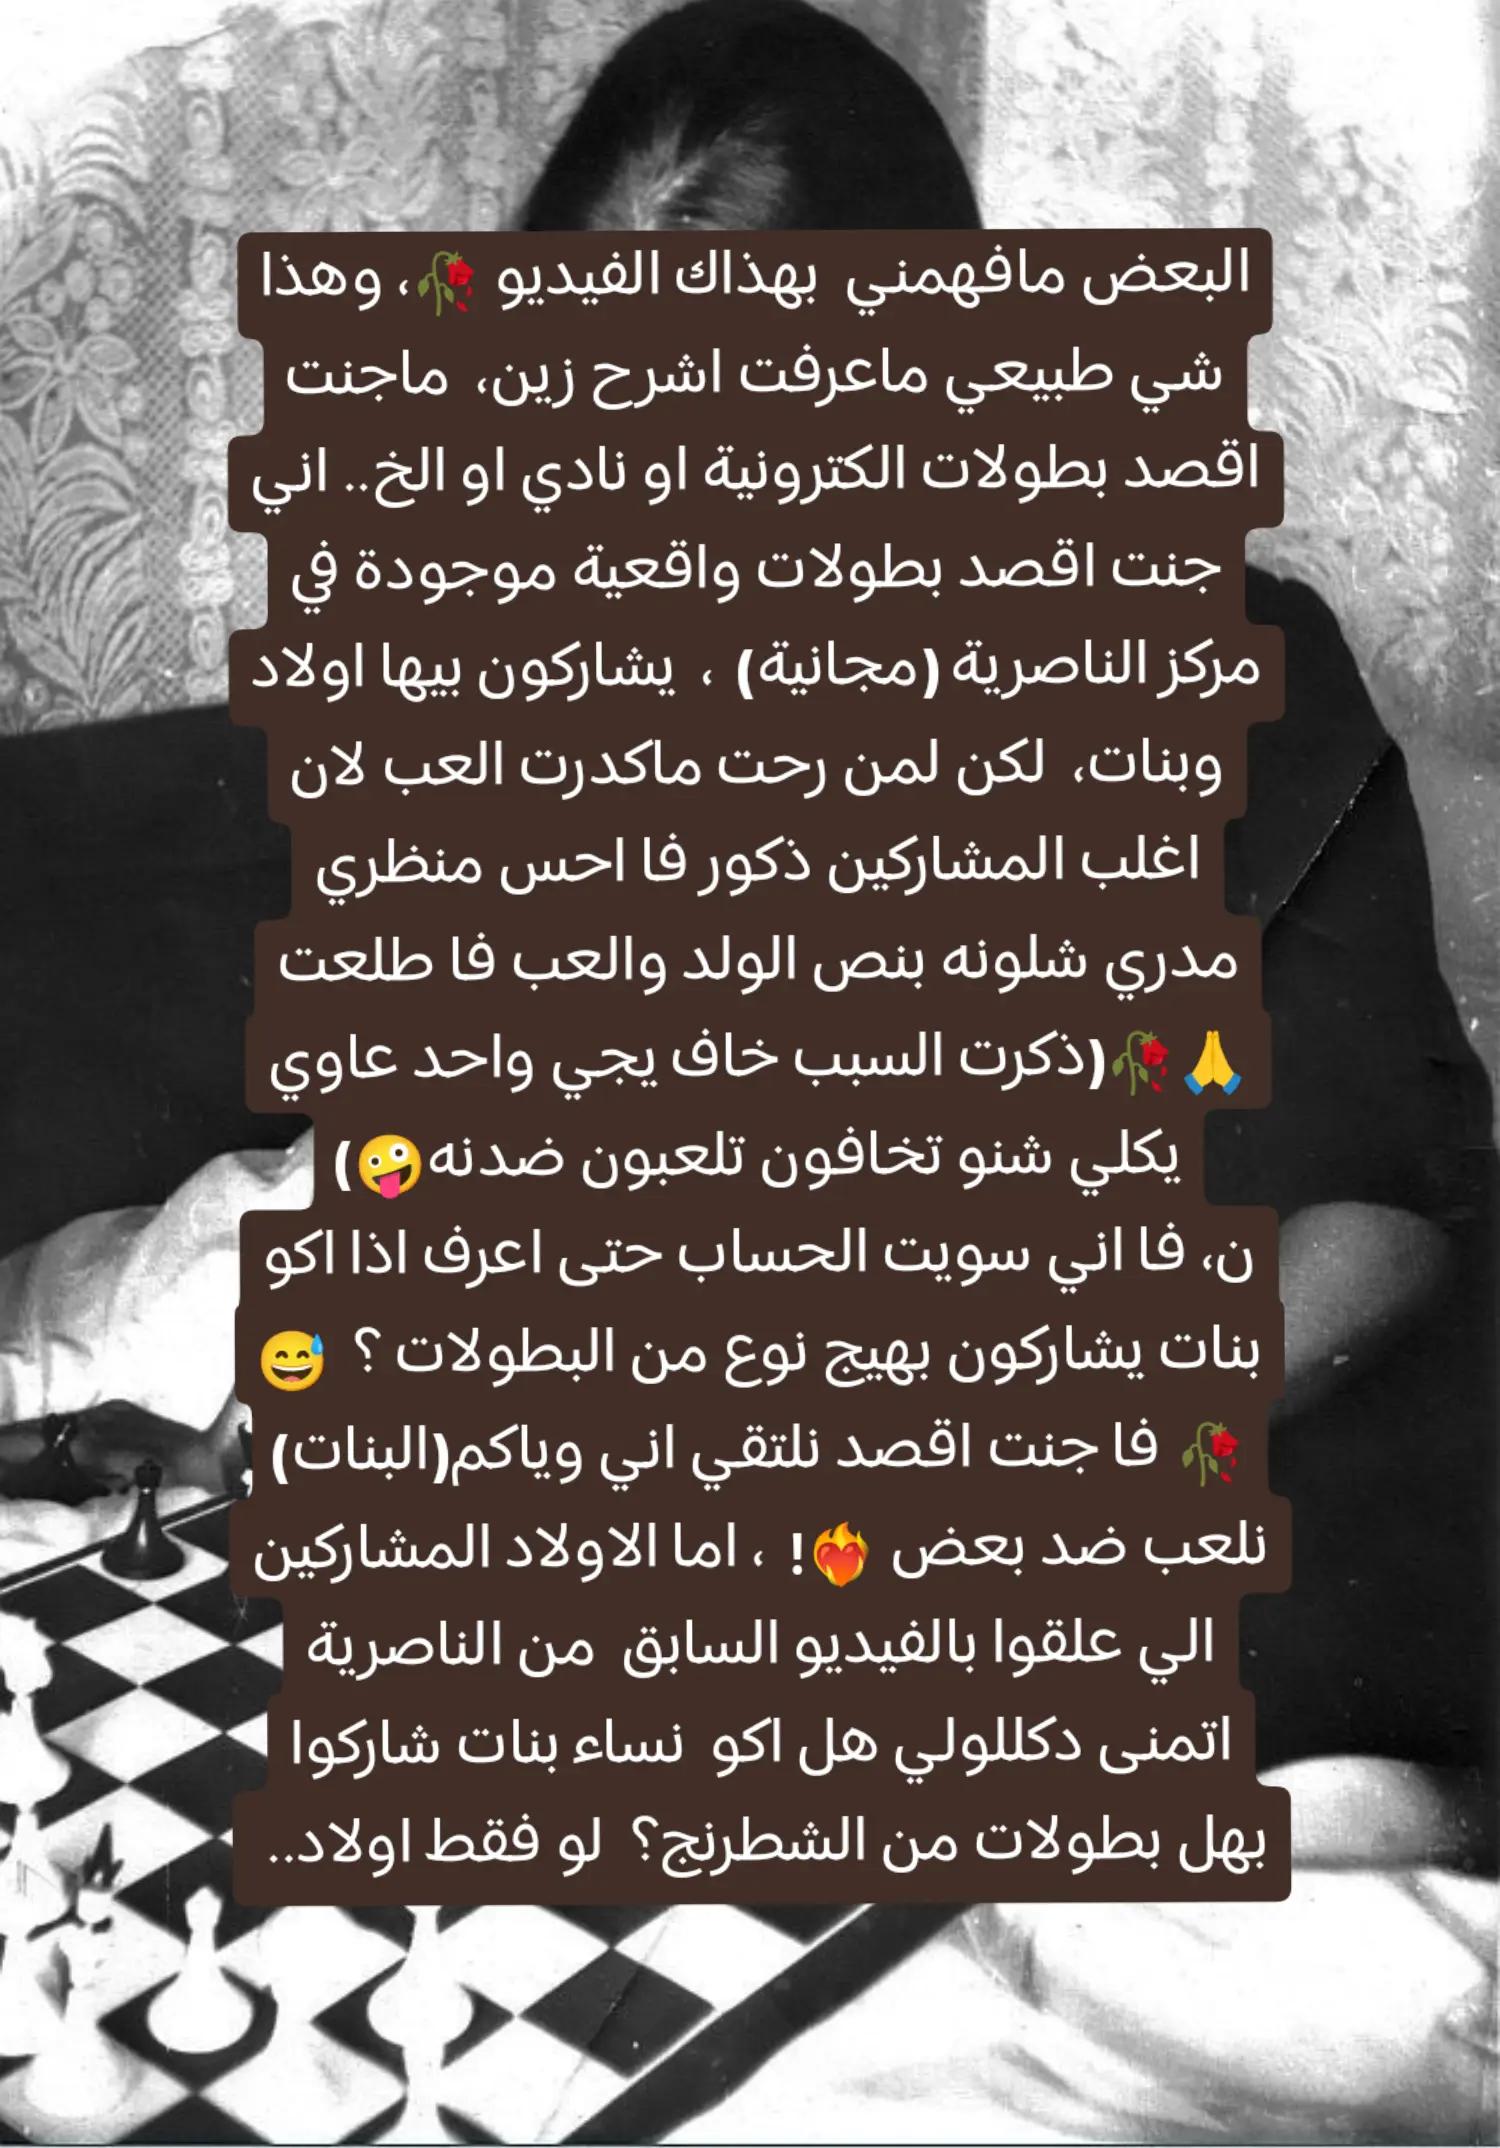 البعض مافهمني بهذاك الفيديو 🥀، وهذا
شي طبيعي ماعرفت اشرح زين، ماجنت
اقصد بطولات الكترونية او نادي او الخ.. اني
جنت اقصد بطولات واقعية موجودة في
مركز الناصرية (مجانية) ، يشاركون بيها اولاد
وبنات، لكن لمن رحت ماكدرت العب لان
اغلب المشاركين ذكور فا احس منظري
مدري شلونه بنص الولد والعب فا طلعت
🙏🥀(ذكرت السبب خاف يجي واحد عاوي
يكلي شنو تخافون تلعبون ضدنه🤪)
ن، فا اني سويت الحساب حتى اعرف اذا اكو
بنات يشاركون بهيج نوع من البطولات ؟ 😅
🥀 فا جنت اقصد نلتقي اني وياكم(البنات)
نلعب ضد بعض ❤️‍🔥! ، اما الاولاد المشاركين
الي علقوا بالفيديو السابق من الناصرية
اتمنى دكللولي هل اكو نساء بنات شاركوا
بهل بطولات من الشطرنج؟ لو فقط اولاد..